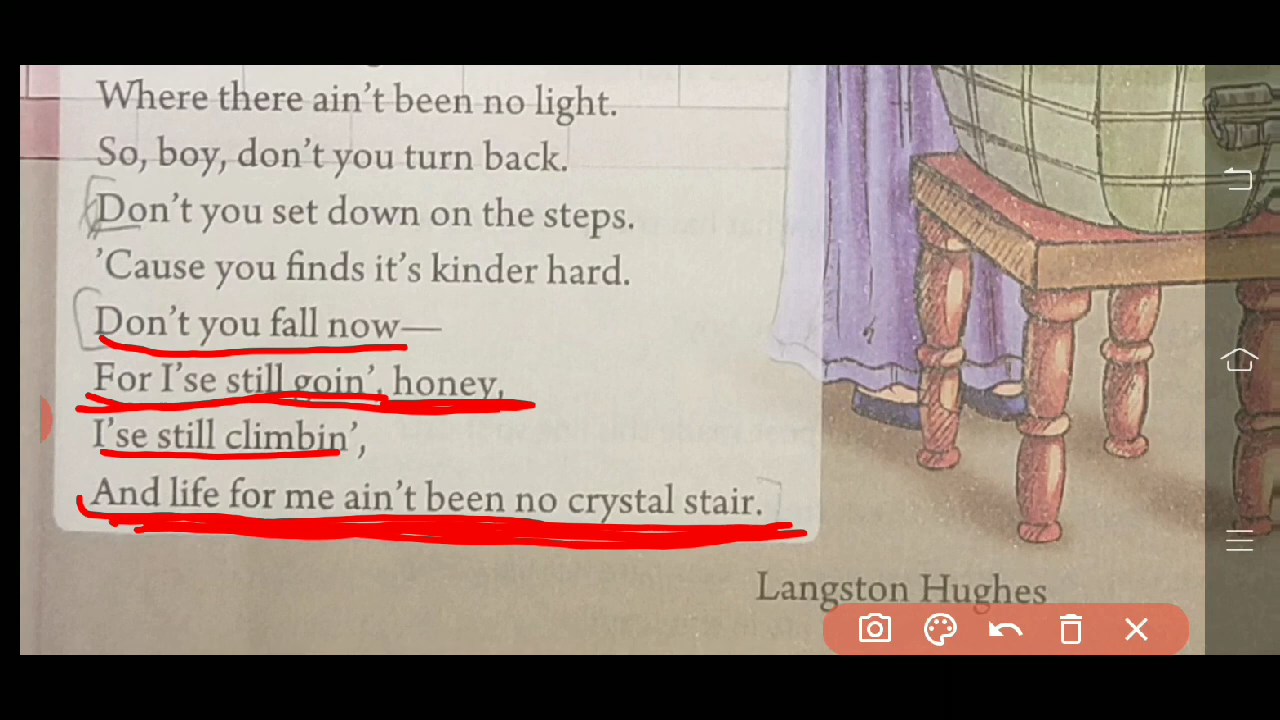 Where there ain't been no light.
So, boy, don't you turn back.
Don't you set down on the steps.
'Cause you finds it's kinder hard.
Don't you fall now—
For I'se still goin', honey,
I'se still climbin',
And life for me ain't been no crystal stair.
Langston Hughes